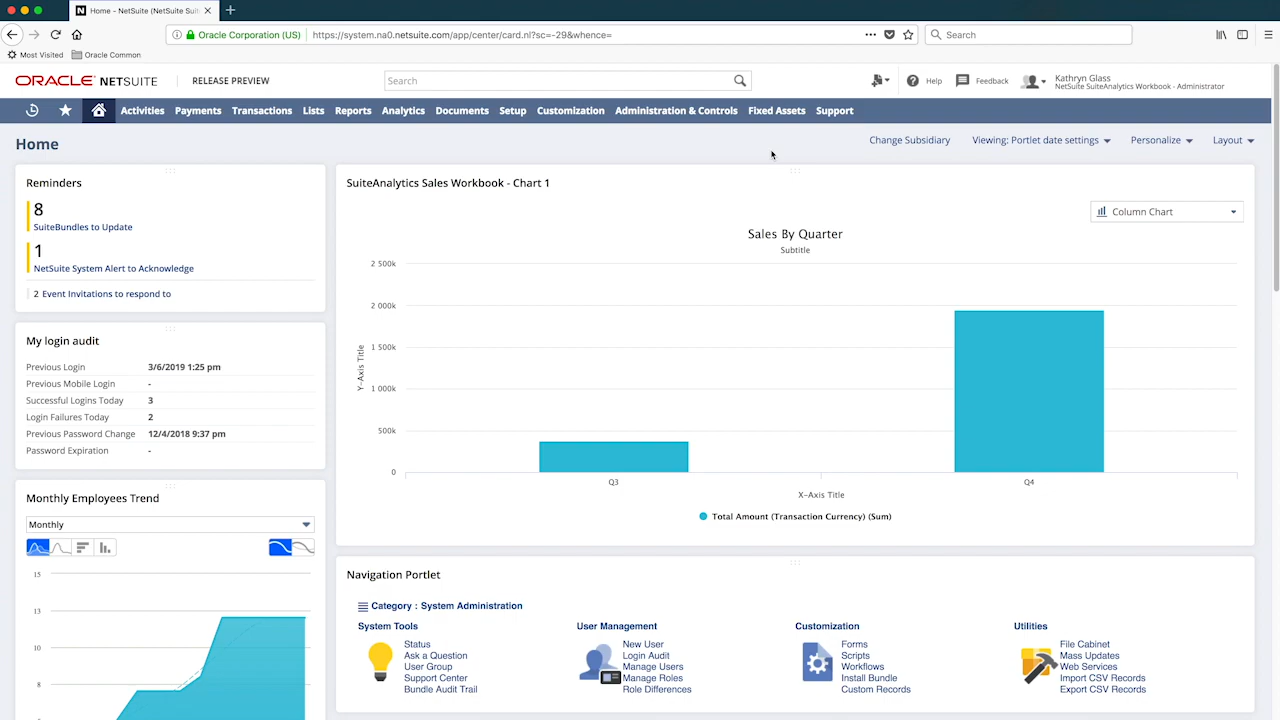 Home - NetSuite (NetSuite Suit
Oracle Corporation (US)
https://system.na0.netsuite.com/app/center/card.nl?sc=-29&whence=
Search
Most Visited
Oracle Common
ORACLE NETSUITE
RELEASE PREVIEW
Search
Help
Feedback
Kathryn Glass
NetSuite SuiteAnalytics Workbook - Administrator
Activities Payments Transactions Lists Reports Analytics Documents Setup Customization Administration & Controls Fixed Assets Support
Home
Change Subsidiary
Viewing: Portlet date settings
Personalize
Layout
Reminders
8
SuiteBundles to Update
1
NetSuite System Alert to Acknowledge
2 Event Invitations to respond to
My login audit
Previous Login 3/6/2019 1:25 pm
Previous Mobile Login -
Successful Logins Today 3
Login Failures Today 2
Previous Password Change 12/4/2018 9:37 pm
Password Expiration -
Monthly Employees Trend
Monthly
15
13
10
8
SuiteAnalytics Sales Workbook - Chart 1
Column Chart
Sales By Quarter
Subtitle
2 500k
2 000k
1 500k
1 000k
500k
0
Y-Axis Title
Q3 Q4
X-Axis Title
Total Amount (Transaction Currency) (Sum)
Navigation Portlet
Category : System Administration
System Tools
Status
Ask a Question
User Group
Support Center
Bundle Audit Trail
User Management
New User
Login Audit
Manage Users
Manage Roles
Role Differences
Customization
Forms
Scripts
Workflows
Install Bundle
Custom Records
Utilities
File Cabinet
Mass Updates
Web Services
Import CSV Records
Export CSV Records